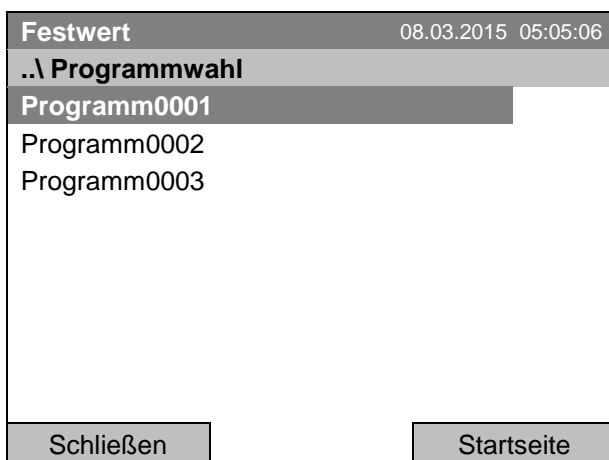 Festwert 08.03.2015 05:05:06
..\ Programmwahl
Programm0001
Programm0002
Programm0003
Schließen Startseite